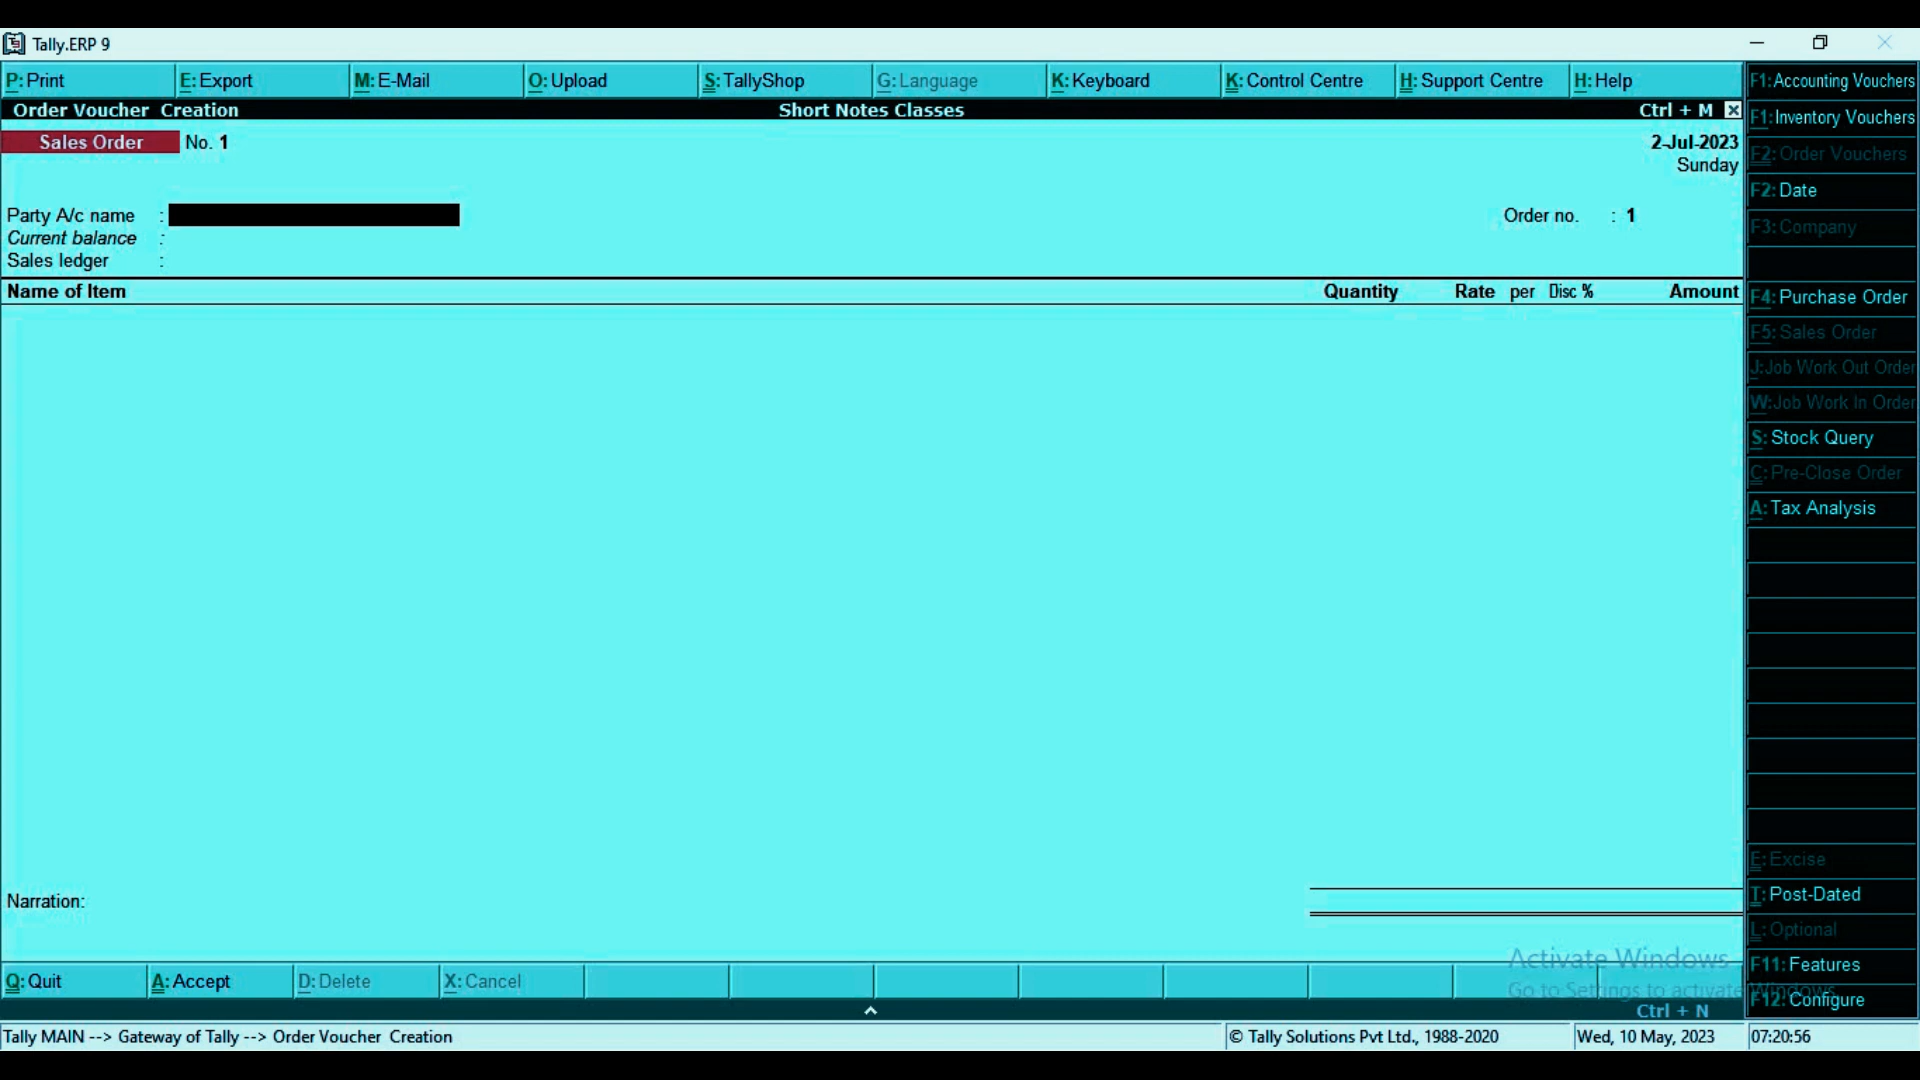 Tally.ERP 9
P: Print E: Export M: E-Mail O: Upload S: TallyShop G: Language K: Keyboard K: Control Centre H: Support Centre H: Help
Order Voucher Creation Short Notes Classes Ctrl + M
Sales Order No. 1 2-Jul-2023
Sunday
Party A/c name : Order no. : 1
Current balance :
Sales ledger :
Name of Item Quantity Rate per Disc % Amount
Narration:
Q: Quit A: Accept D: Delete X: Cancel
F1: Accounting Vouchers
F1: Inventory Vouchers
F2: Order Vouchers
F2: Date
F3: Company
F4: Purchase Order
F5: Sales Order
J: Job Work Out Order
W: Job Work In Order
S: Stock Query
C: Pre-Close Order
A: Tax Analysis
E: Excise
T: Post-Dated
L: Optional
F11: Features
F12: Configure
Activate Windows
Go to Settings to activate Windows.
Ctrl + N
Tally MAIN --> Gateway of Tally --> Order Voucher Creation © Tally Solutions Pvt Ltd., 1988-2020 Wed, 10 May, 2023 07:20:56